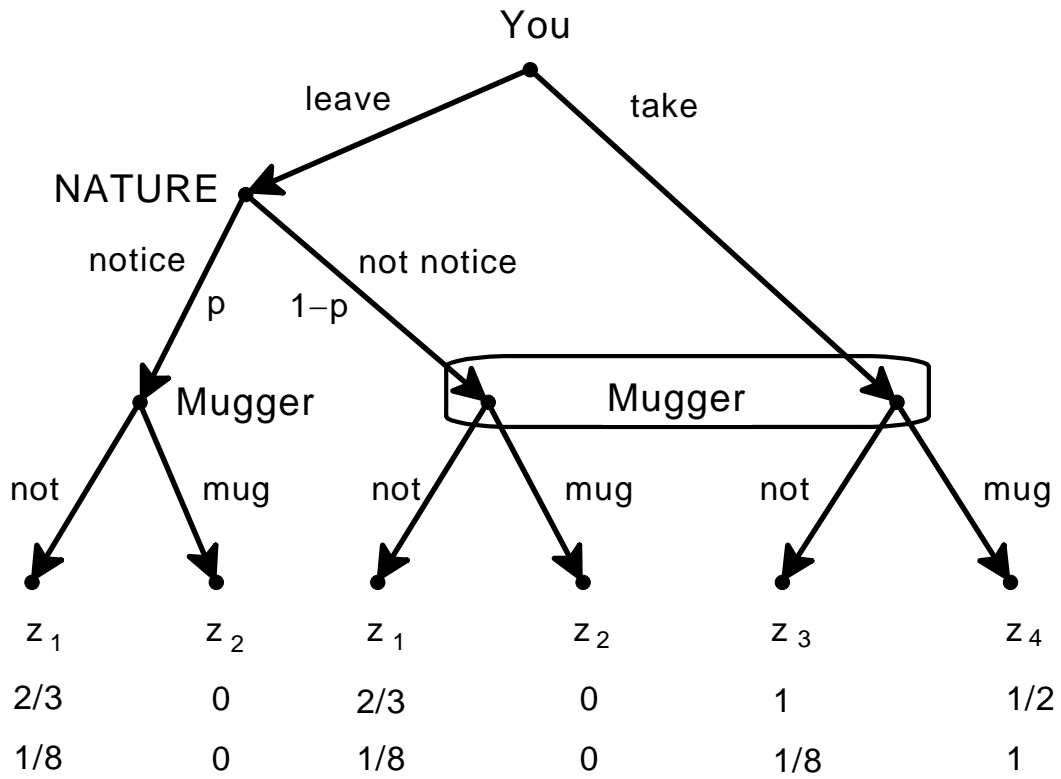 You
leave take
NATURE
notice not notice
p 1−p
Mugger Mugger
not mug not mug not mug
z 1 z 2 z 1 z 2 z 3 z 4
2/3 0 2/3 0 1 1/2
1/8 0 1/8 0 1/8 1